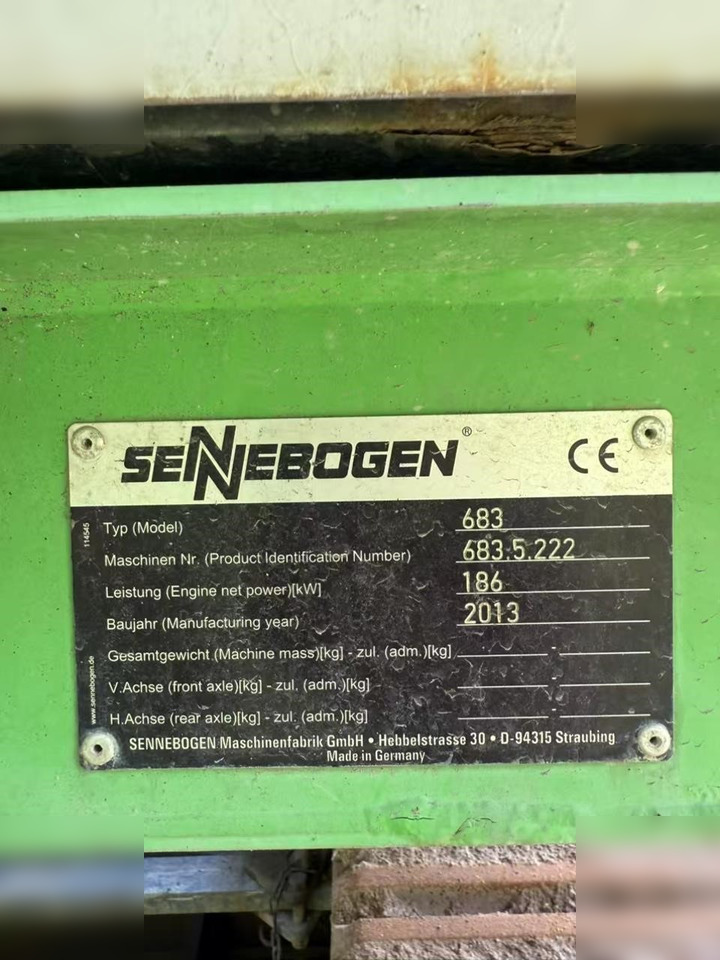 SENNEBOGEN®
CE
Typ (Model) 683
Maschinen Nr. (Product Identification Number) 683.5.222
Leistung (Engine net power)[kW] 186
Baujahr (Manufacturing year) 2013
Gesamtgewicht (Machine mass)[kg] - zul. (adm.)[kg] -
V.Achse (front axle)[kg] - zul. (adm.)[kg] -
H.Achse (rear axle)[kg] - zul. (adm.)[kg] -
SENNEBOGEN Maschinenfabrik GmbH • Hebbelstrasse 30 • D-94315 Straubing
Made in Germany
114545
www.sennebogen.de